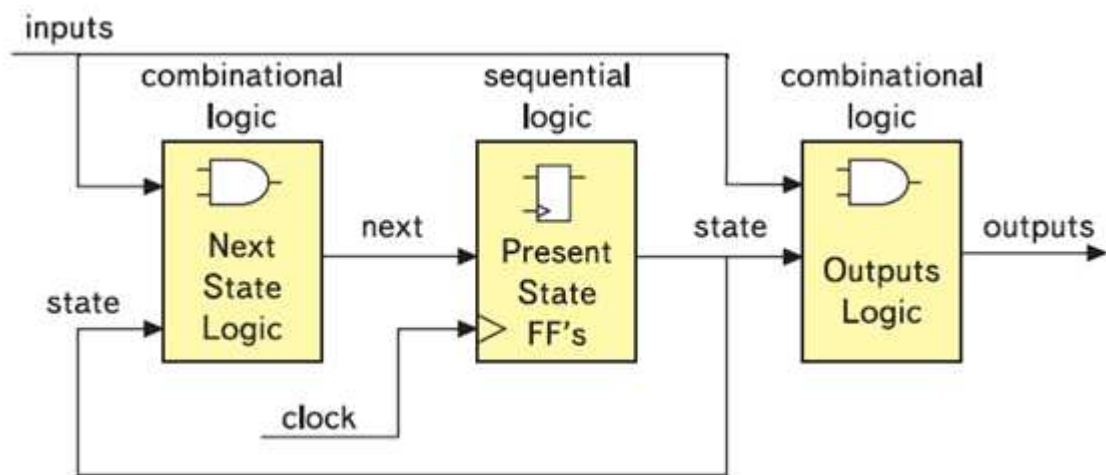 inputs
combinational
logic
sequential
logic
combinational
logic
Next
State
Logic
next
Present
State
FF's
state
Outputs
Logic
outputs
state
clock